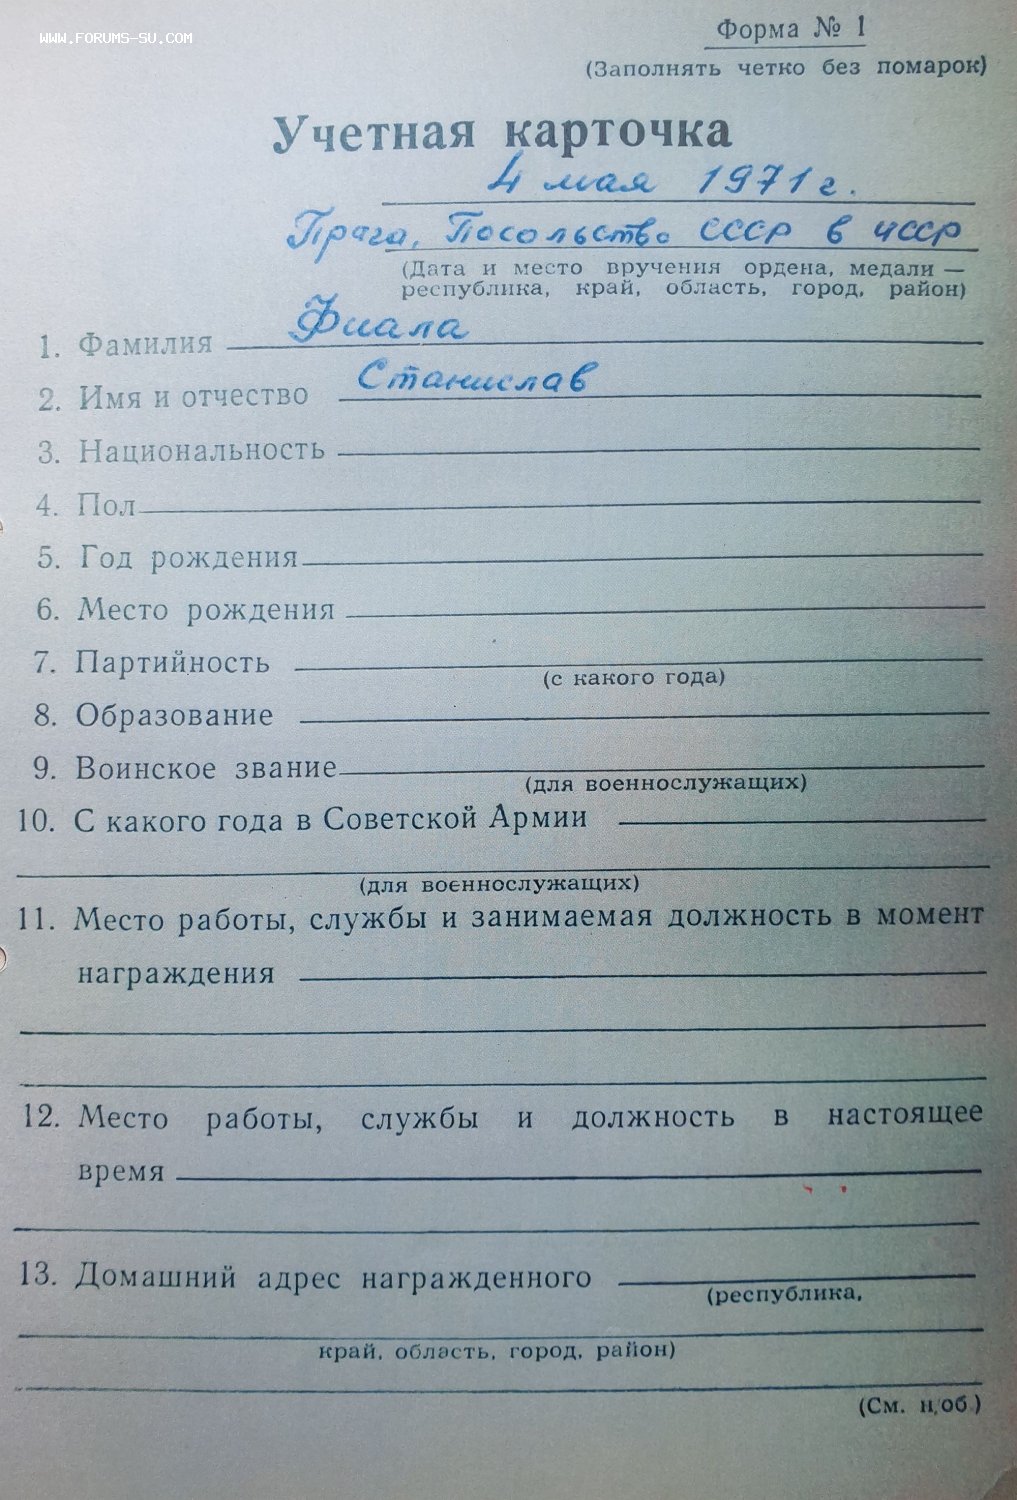 WWW.FORUMS-SU.COM
Форма № 1
(Заполнять четко без помарок)
Учетная карточка
4 мая 1971 г.
Прага, Посольство СССР в ЧССР
(Дата и место вручения ордена, медали —
республика, край, область, город, район)
1. Фамилия Фиала
2. Имя и отчество Станислав
3. Национальность
4. Пол
5. Год рождения
6. Место рождения
7. Партийность
(с какого года)
8. Образование
9. Воинское звание
(для военнослужащих)
10. С какого года в Советской Армии
(для военнослужащих)
11. Место работы, службы и занимаемая должность в момент
награждения
12. Место работы, службы и должность в настоящее
время
13. Домашний адрес награжденного
(республика,
край, область, город, район)
(См. н/об.)